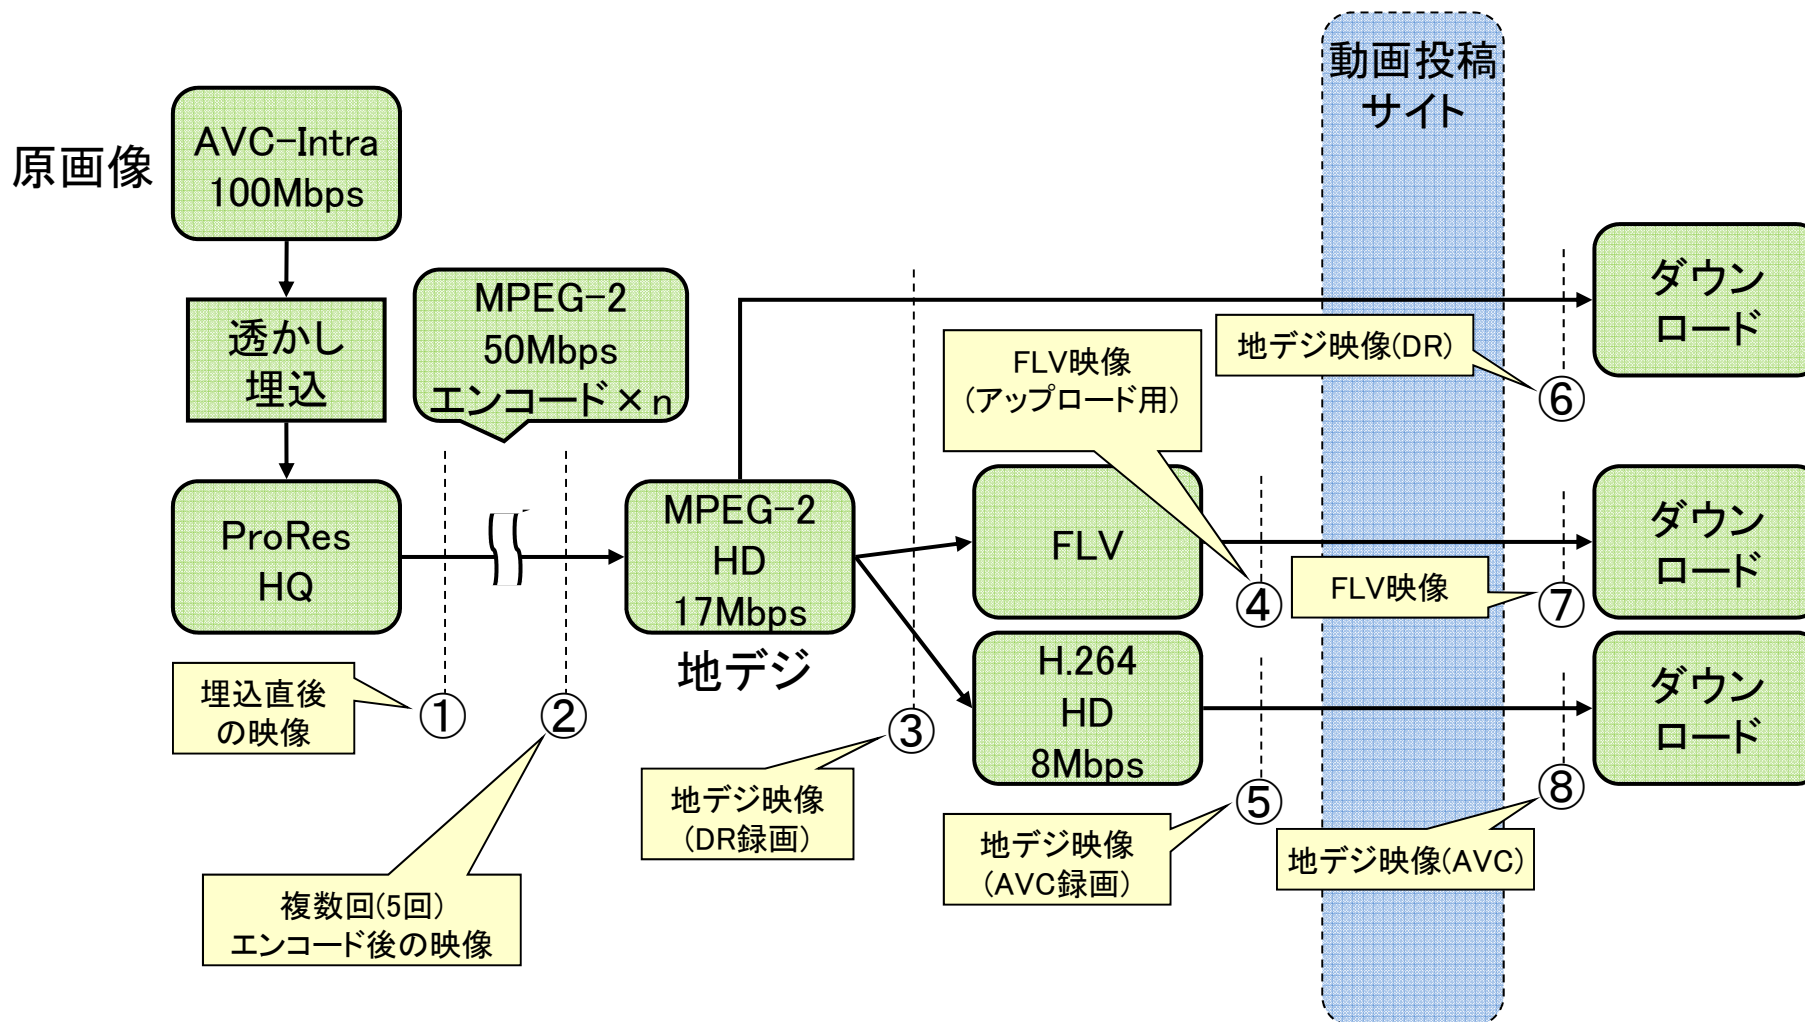 動画投稿
サイト
原画像
AVC-Intra
100Mbps
透かし
埋込
MPEG-2
50Mbps
エンコード×n
ProRes
HQ
MPEG-2
HD
17Mbps
地デジ
FLV映像
(アップロード用)
地デジ映像(DR)
ダウン
ロード
⑥
FLV
④
FLV映像
⑦
ダウン
ロード
H.264
HD
8Mbps
ダウン
ロード
埋込直後
の映像
①
②
③
地デジ映像
(DR録画)
⑤
地デジ映像
(AVC録画)
⑧
地デジ映像(AVC)
複数回(5回)
エンコード後の映像